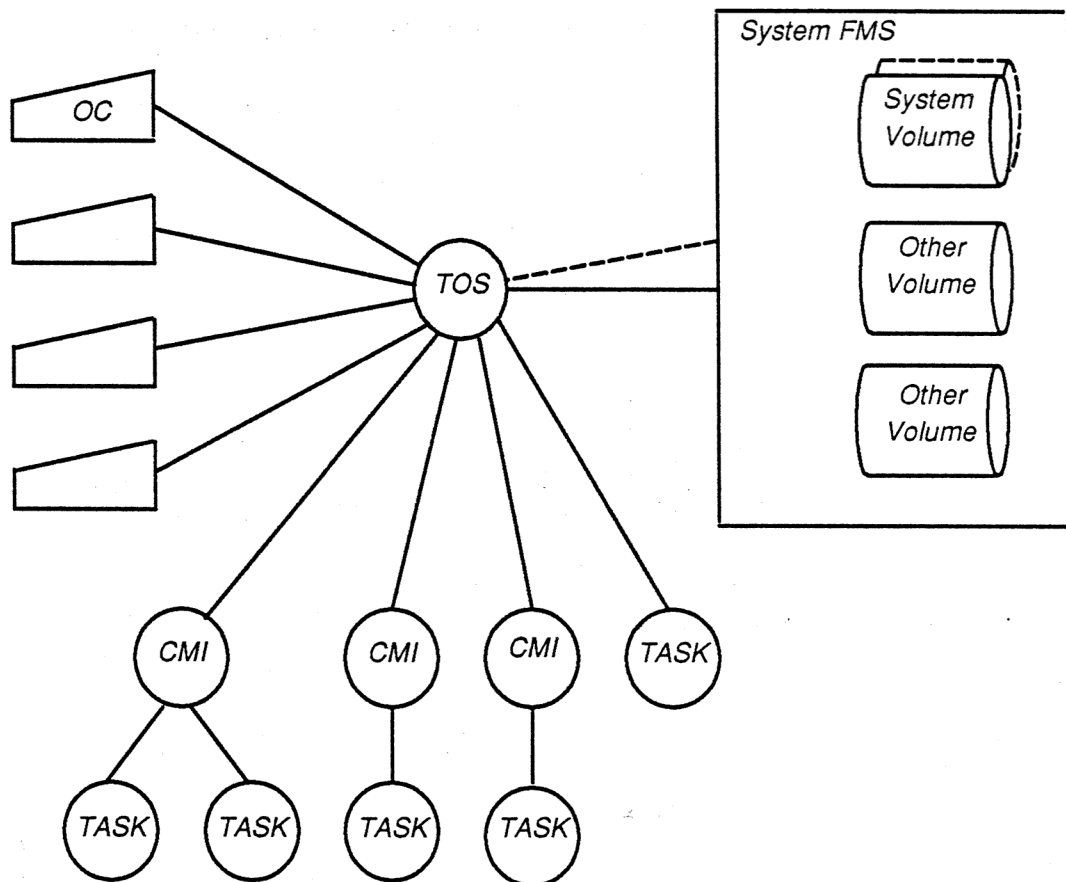 System FMS
OC
System
Volume
TOS
Other
Volume
Other
Volume
CMI
CMI
CMI
TASK
TASK
TASK
TASK
TASK